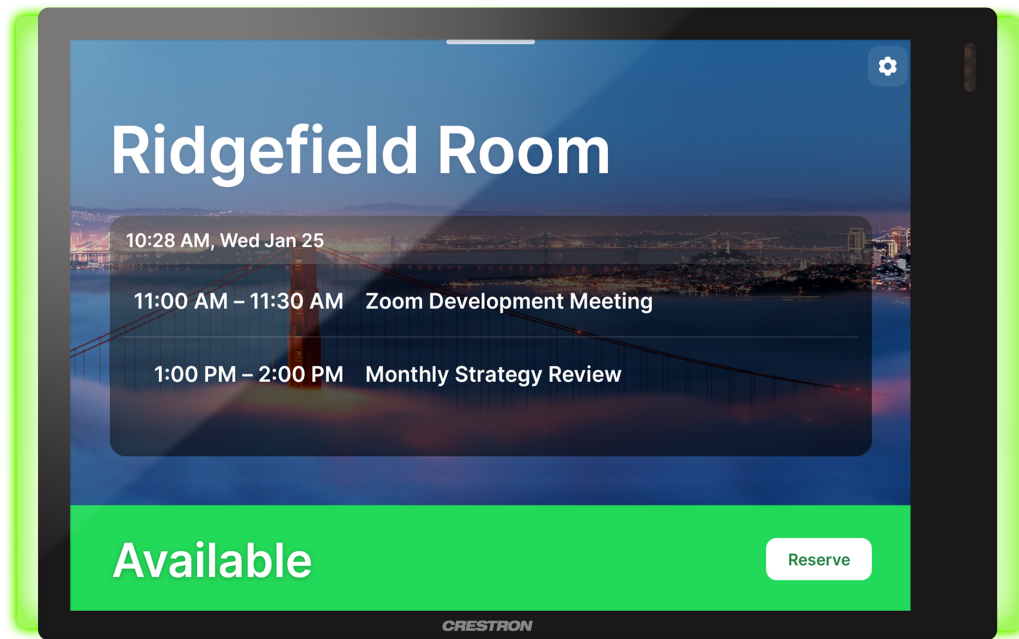 Ridgefield Room
10:28 AM, Wed Jan 25
11:00 AM – 11:30 AM Zoom Development Meeting
1:00 PM – 2:00 PM Monthly Strategy Review
Available
Reserve
CRESTRON